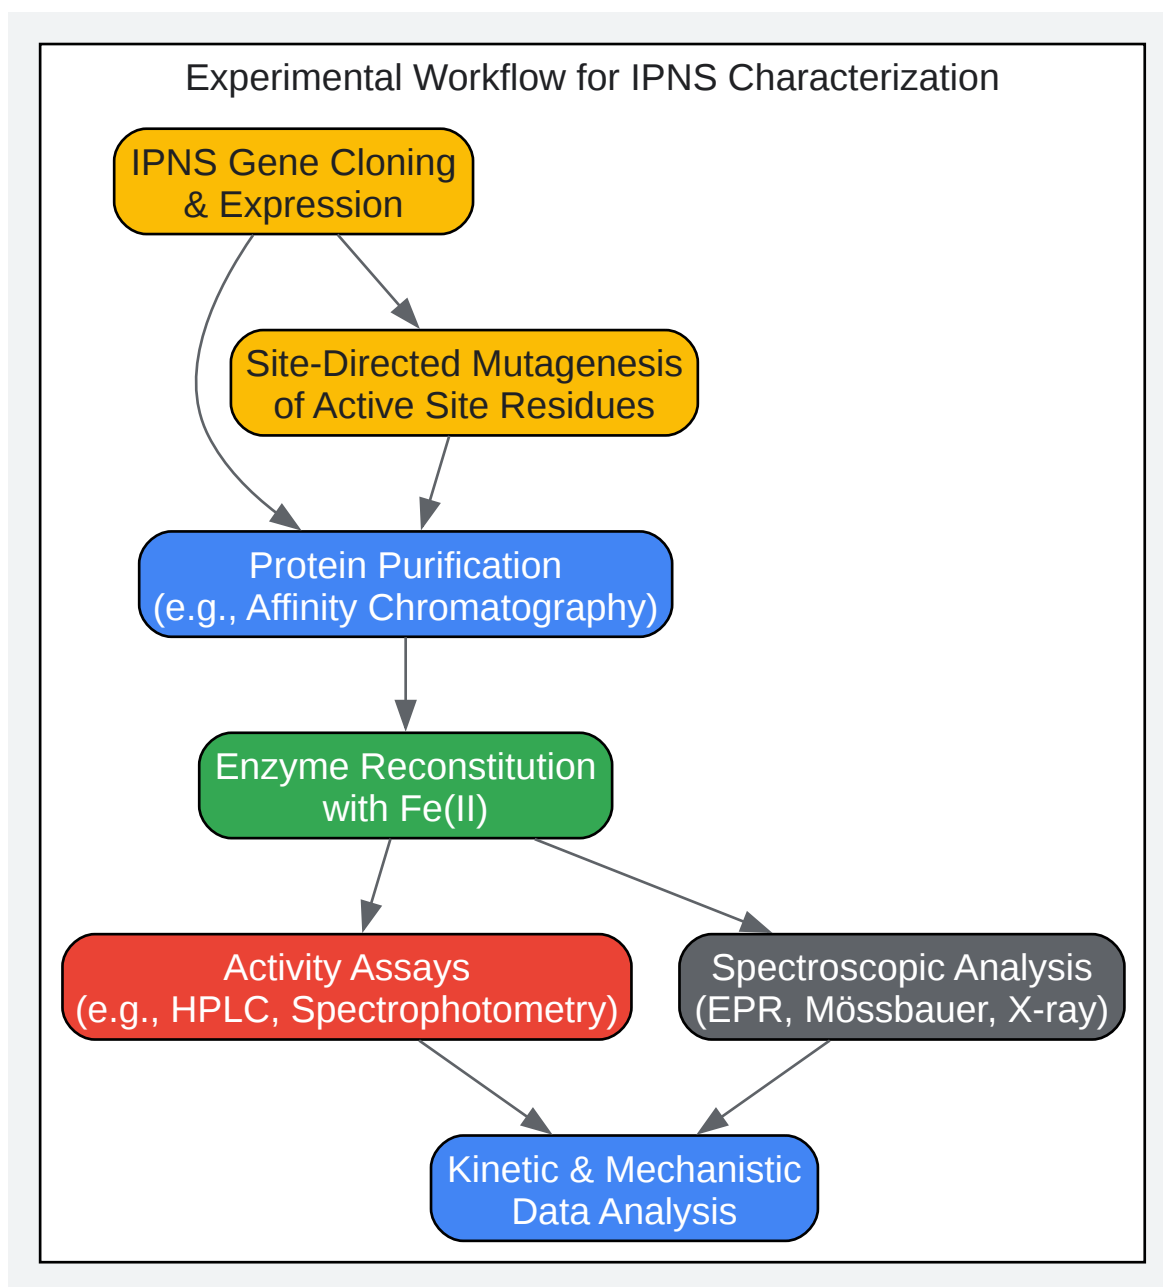 Experimental Workflow for IPNS Characterization
IPNS Gene Cloning
& Expression
Site-Directed Mutagenesis
of Active Site Residues
Protein Purification
(e.g., Affinity Chromatography)
Enzyme Reconstitution
with Fe(II)
Activity Assays
(e.g., HPLC, Spectrophotometry)
Spectroscopic Analysis
(EPR, Mössbauer, X-ray)
Kinetic & Mechanistic
Data Analysis